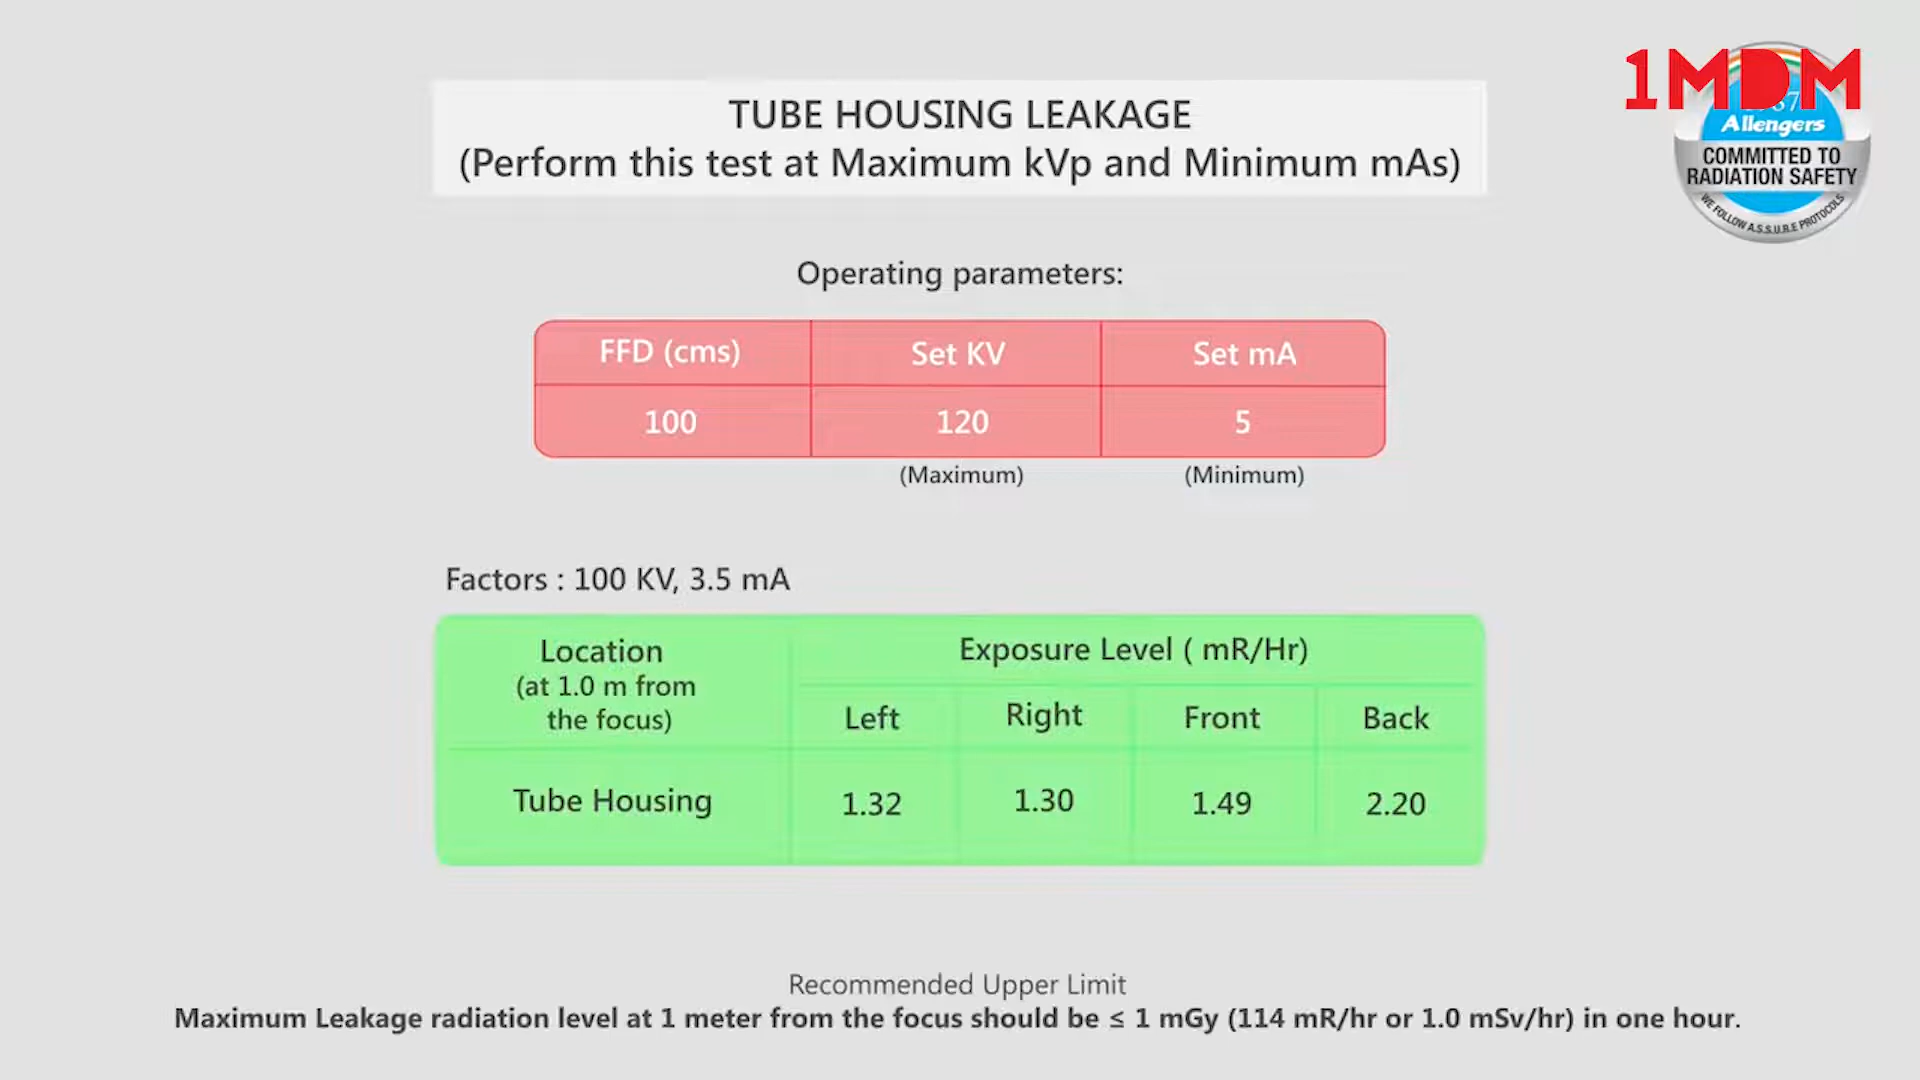 1MDM
Allengers
COMMITTED TO
RADIATION SAFETY
WE FOLLOW A.S.S.U.R.E PROTOCOLS
TUBE HOUSING LEAKAGE
(Perform this test at Maximum kVp and Minimum mAs)
Operating parameters:
FFD (cms) Set KV Set mA
100 120 5
(Maximum) (Minimum)
Factors : 100 KV, 3.5 mA
Location
(at 1.0 m from
the focus)
Exposure Level ( mR/Hr)
Left Right Front Back
Tube Housing 1.32 1.30 1.49 2.20
Recommended Upper Limit
Maximum Leakage radiation level at 1 meter from the focus should be ≤ 1 mGy (114 mR/hr or 1.0 mSv/hr) in one hour.